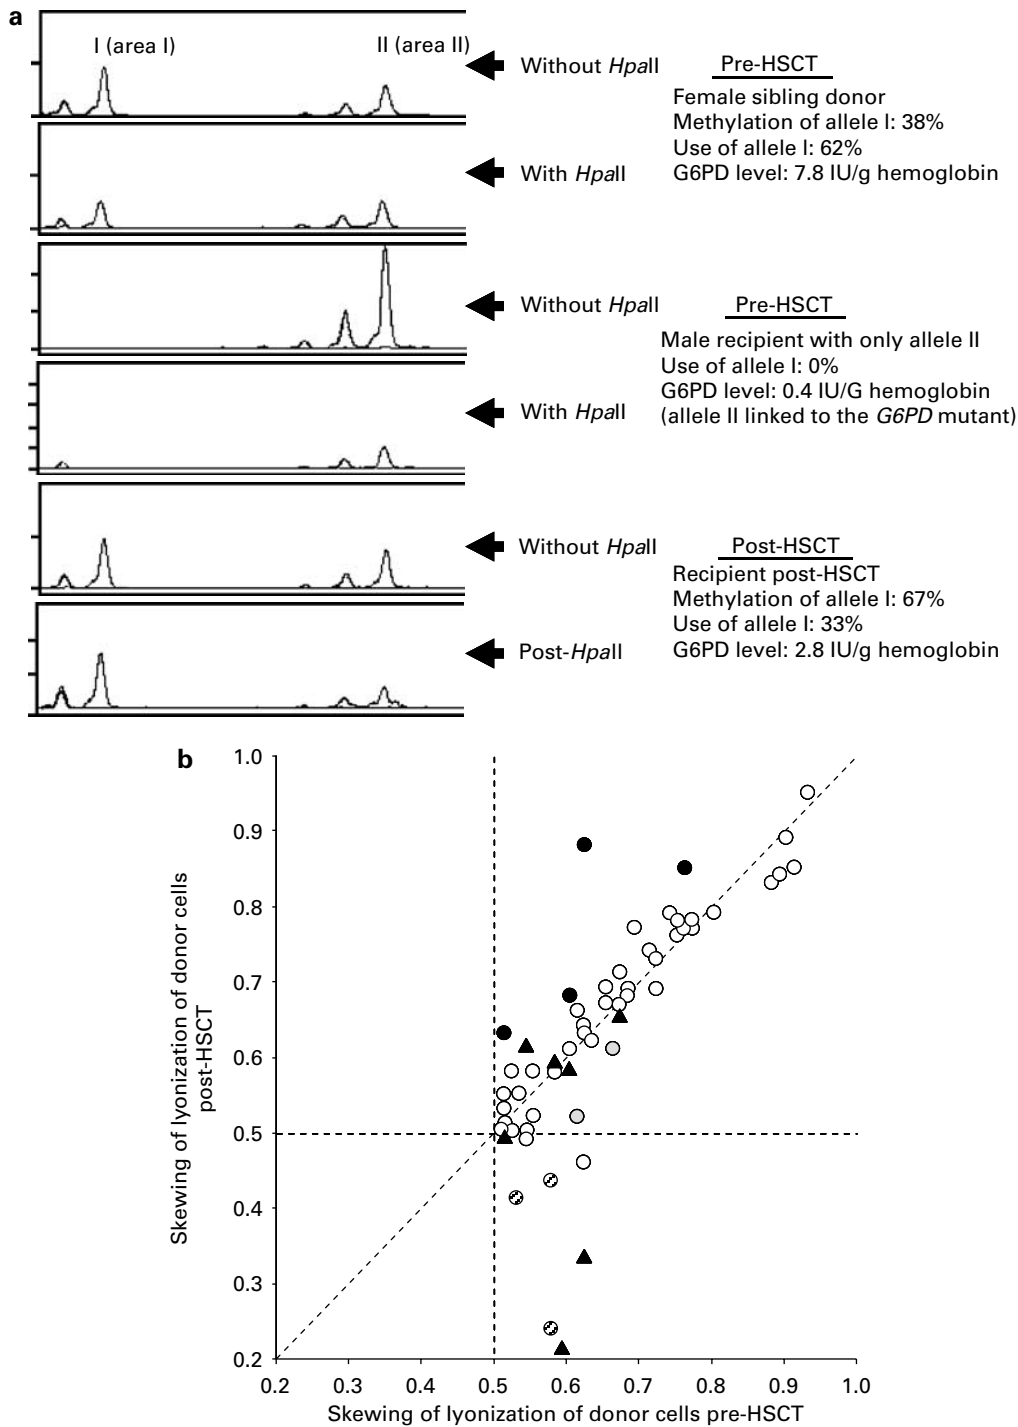 a
I (area I)
II (area II)
Without HpaII
Pre-HSCT
Female sibling donor
Methylation of allele I: 38%
Use of allele I: 62%
With HpaII
G6PD level: 7.8 IU/g hemoglobin
Without HpaII
Pre-HSCT
Male recipient with only allele II
Use of allele I: 0%
G6PD level: 0.4 IU/G hemoglobin
With HpaII
(allele II linked to the G6PD mutant)
Without HpaII
Post-HSCT
Recipient post-HSCT
Methylation of allele I: 67%
Use of allele I: 33%
Post-HpaII
G6PD level: 2.8 IU/g hemoglobin
b
1.0
0.9
0.8
0.7
0.6
0.5
0.4
0.3
0.2
Skewing of lyonization of donor cells
post-HSCT
0.2 0.3 0.4 0.5 0.6 0.7 0.8 0.9 1.0
Skewing of lyonization of donor cells pre-HSCT